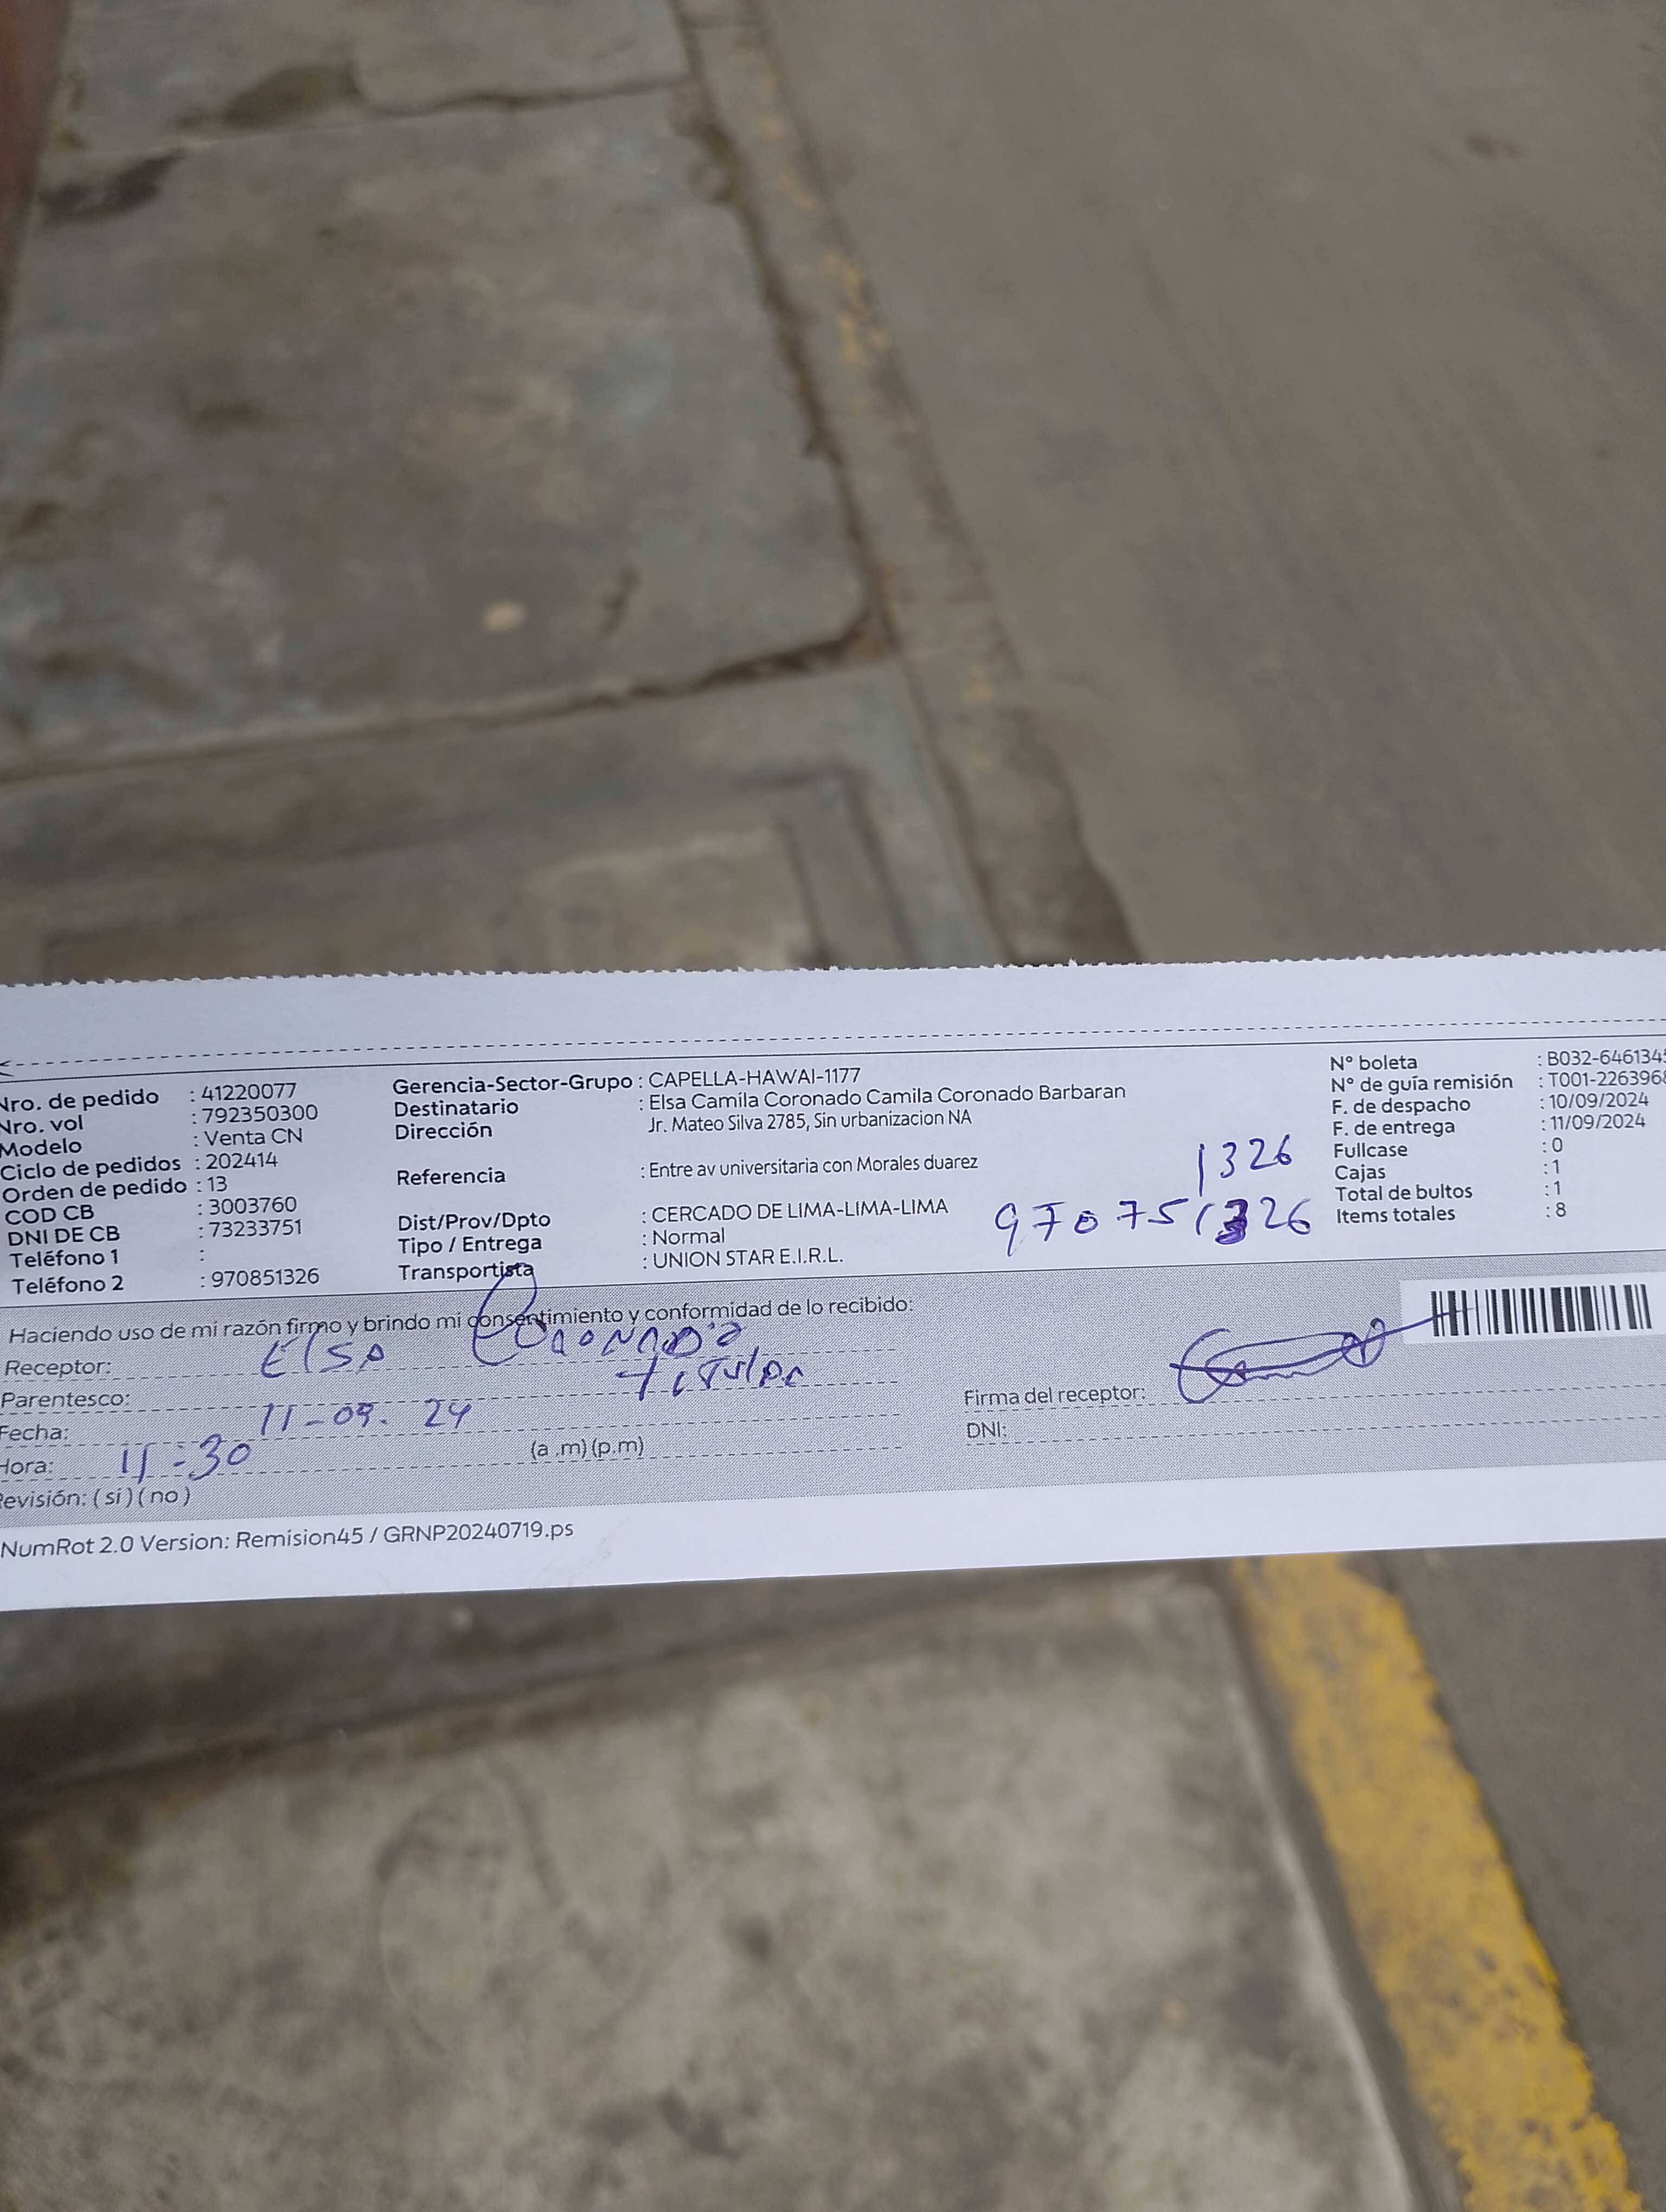 Nro. de pedido : 41220077
Nro. vol : 792350300
Modelo : Venta CN
Ciclo de pedidos : 202414
Orden de pedido : 13
COD CB : 3003760
DNI DE CB : 73233751
Teléfono 1 :
Teléfono 2 : 970851326
Gerencia-Sector-Grupo : CAPELLA-HAWAI-1177
Destinatario : Elsa Camila Coronado Camila Coronado Barbaran
Dirección Jr. Mateo Silva 2785, Sin urbanizacion NA
Referencia : Entre av universitaria con Morales duarez
Dist/Prov/Dpto : CERCADO DE LIMA-LIMA-LIMA
Tipo / Entrega : Normal
Transportista : UNION STAR E.I.R.L.
1326
970751326
N° boleta : B032-6461345
N° de guía remisión : T001-2263968
F. de despacho : 10/09/2024
F. de entrega : 11/09/2024
Fullcase : 0
Cajas : 1
Total de bultos : 1
Items totales : 8
Haciendo uso de mi razón firmo y brindo mi consentimiento y conformidad de lo recibido:
Receptor: Elsa Coronado
Parentesco: titular
Fecha: 11-09. 24
Hora: 11-30 (a .m) (p.m)
Revisión: ( si ) ( no )
Firma del receptor:
DNI:
NumRot 2.0 Version: Remision45 / GRNP20240719.ps